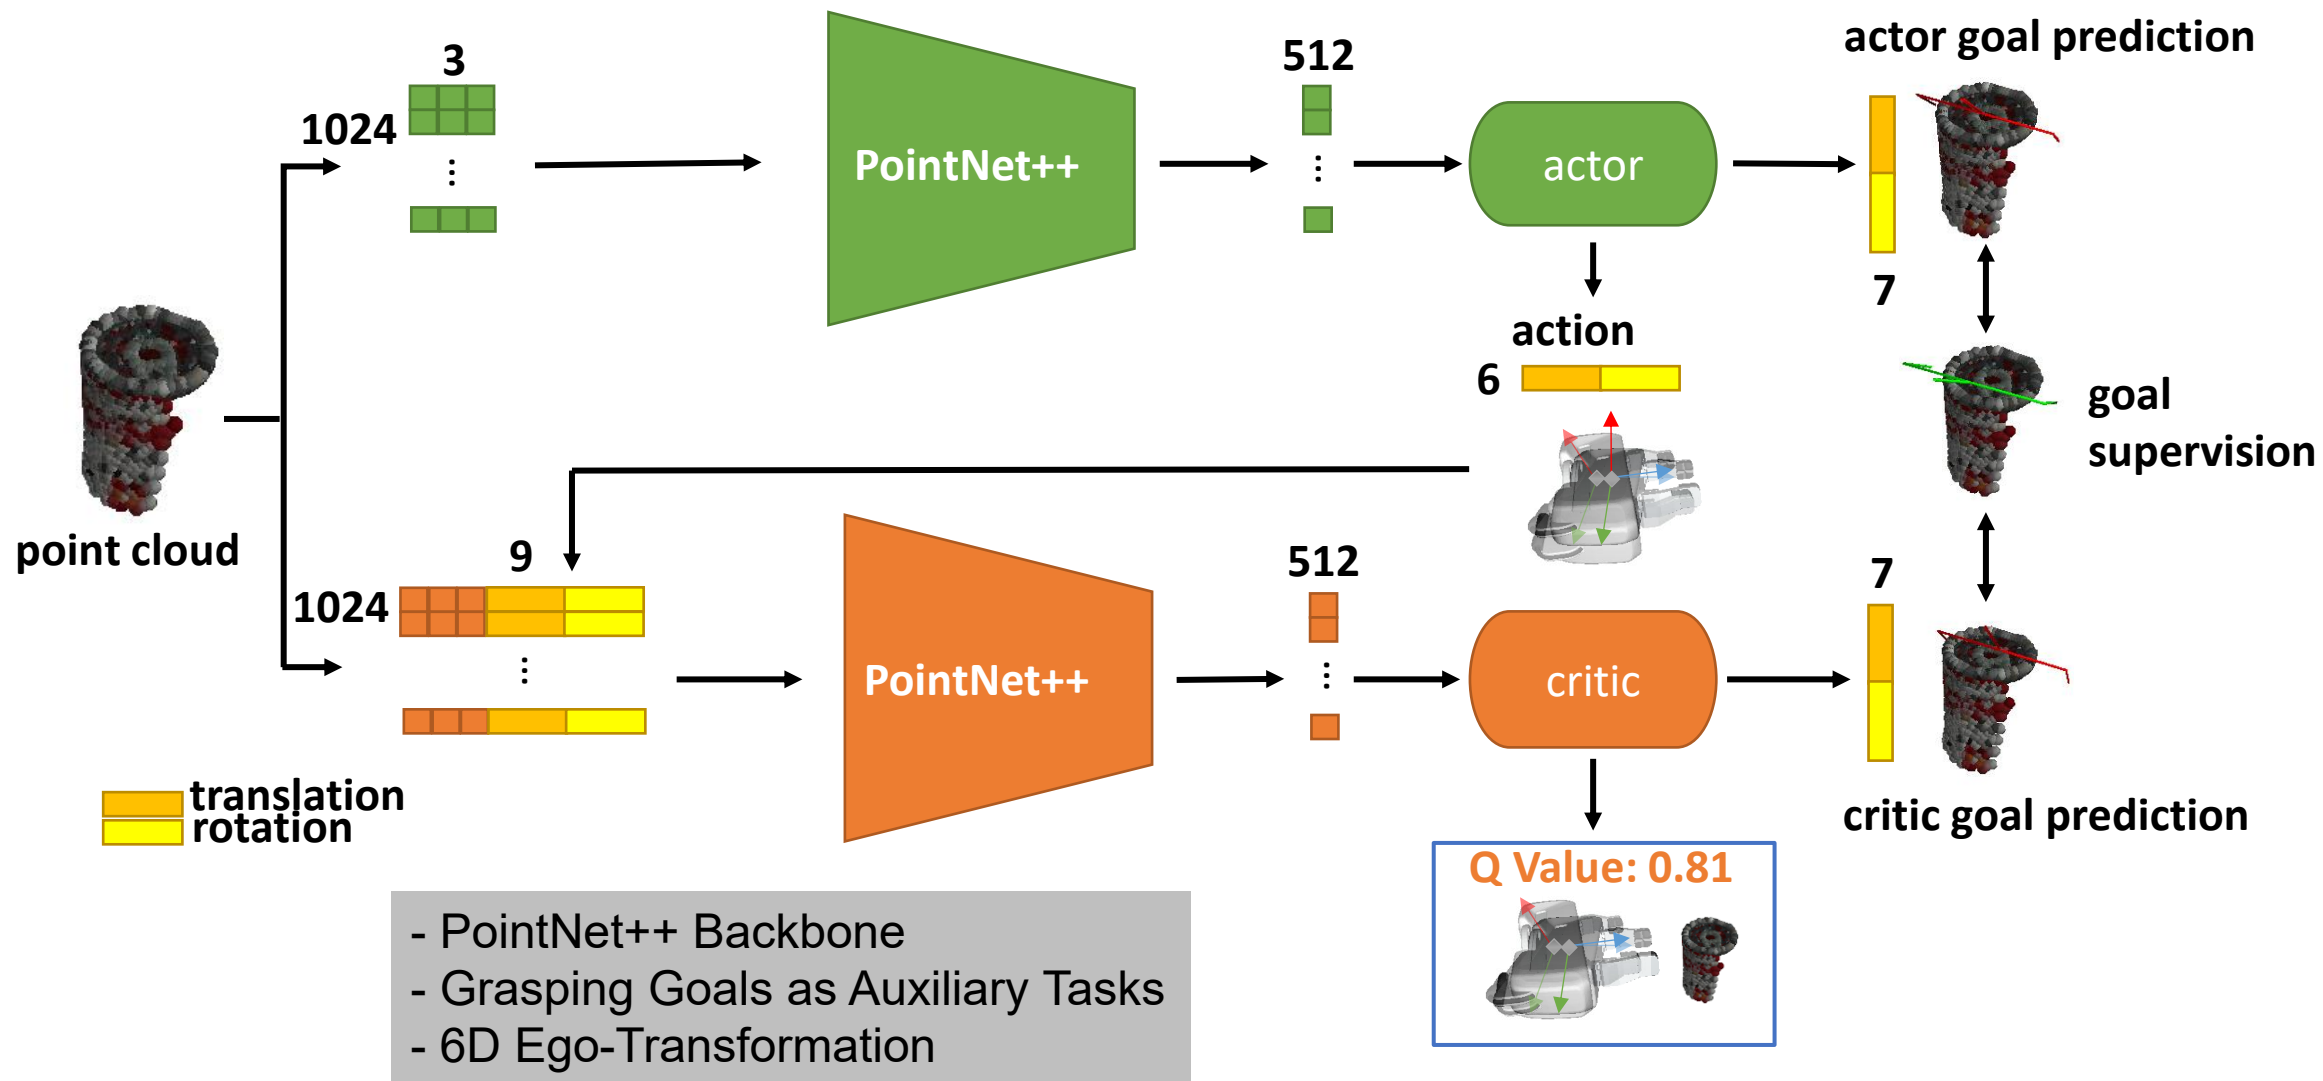 3
1024
PointNet++
512
actor
actor goal prediction
7
action
6
goal
supervision
point cloud
9
1024
PointNet++
512
critic
7
critic goal prediction
translation
rotation
Q Value: 0.81
- PointNet++ Backbone
- Grasping Goals as Auxiliary Tasks
- 6D Ego-Transformation